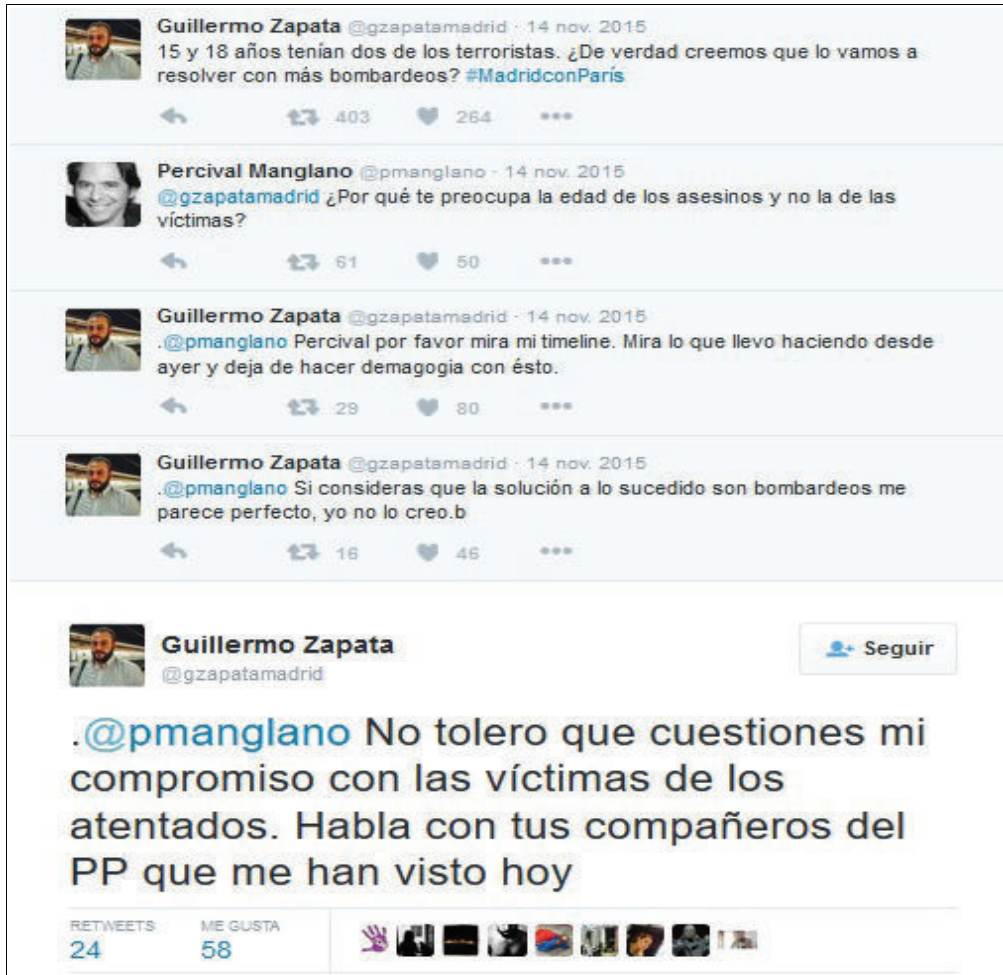 Guillermo Zapata @gzapatamadrid · 14 nov. 2015
15 y 18 años tenían dos de los terroristas. ¿De verdad creemos que lo vamos a
resolver con más bombardeos? #MadridconParís
403 264
Percival Manglano @pmanglano · 14 nov. 2015
@gzapatamadrid ¿Por qué te preocupa la edad de los asesinos y no la de las
víctimas?
61 50
Guillermo Zapata @gzapatamadrid · 14 nov. 2015
.@pmanglano Percival por favor mira mi timeline. Mira lo que llevo haciendo desde
ayer y deja de hacer demagogia con ésto.
29 80
Guillermo Zapata @gzapatamadrid · 14 nov. 2015
.@pmanglano Si consideras que la solución a lo sucedido son bombardeos me
parece perfecto, yo no lo creo.b
16 46
Guillermo Zapata
@gzapatamadrid
Seguir
.@pmanglano No tolero que cuestiones mi
compromiso con las víctimas de los
atentados. Habla con tus compañeros del
PP que me han visto hoy
RETWEETS ME GUSTA
24 58